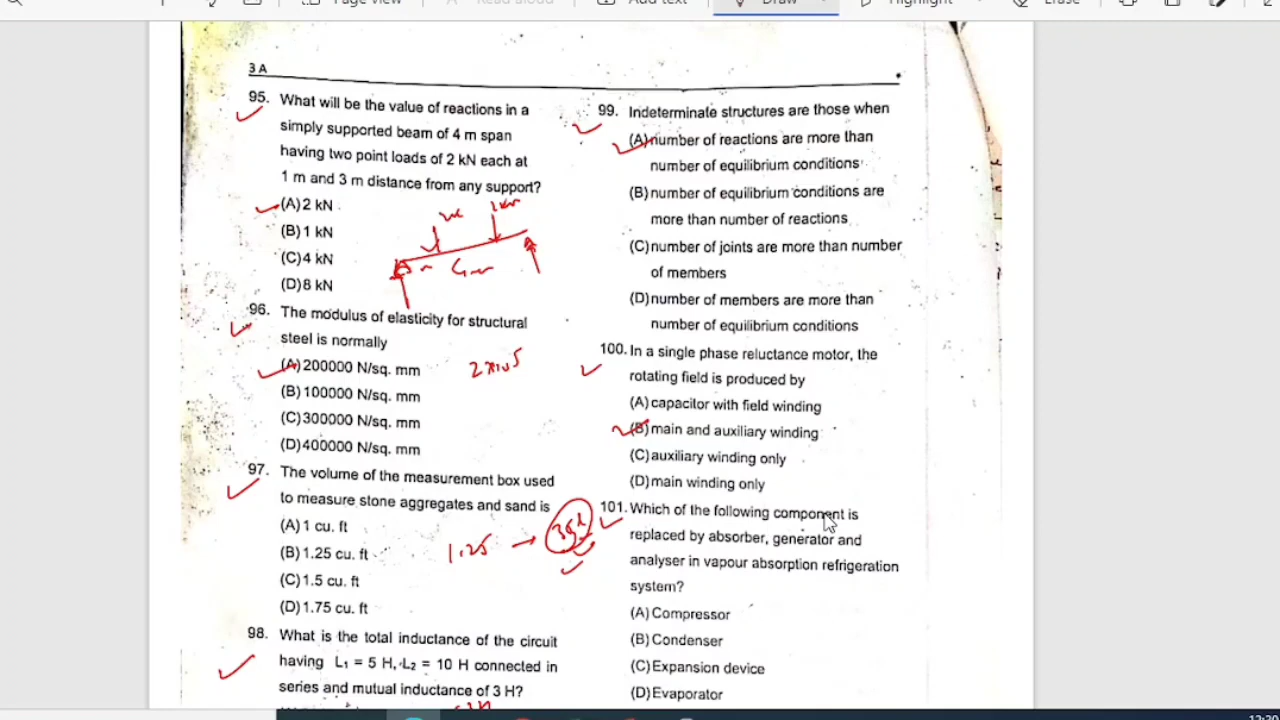 Page view
Read aloud
Add text
Draw
Highlight
Erase
3 A
95. What will be the value of reactions in a
simply supported beam of 4 m span
having two point loads of 2 kN each at
1 m and 3 m distance from any support?
(A) 2 kN
(B) 1 kN
(C) 4 kN
(D) 8 kN
96. The modulus of elasticity for structural
steel is normally
(A) 200000 N/sq. mm
(B) 100000 N/sq. mm
(C) 300000 N/sq. mm
(D) 400000 N/sq. mm
97. The volume of the measurement box used
to measure stone aggregates and sand is
(A) 1 cu. ft
(B) 1.25 cu. ft
(C) 1.5 cu. ft
(D) 1.75 cu. ft
1.25 →
98. What is the total inductance of the circuit
having L₁ = 5 H, L₂ = 10 H connected in
series and mutual inductance of 3 H?
99. Indeterminate structures are those when
(A) number of reactions are more than
number of equilibrium conditions
(B) number of equilibrium conditions are
more than number of reactions
(C) number of joints are more than number
of members
(D) number of members are more than
number of equilibrium conditions
100. In a single phase reluctance motor, the
rotating field is produced by
(A) capacitor with field winding
(B) main and auxiliary winding
(C) auxiliary winding only
(D) main winding only
101. Which of the following component is
replaced by absorber, generator and
analyser in vapour absorption refrigeration
system?
(A) Compressor
(B) Condenser
(C) Expansion device
(D) Evaporator